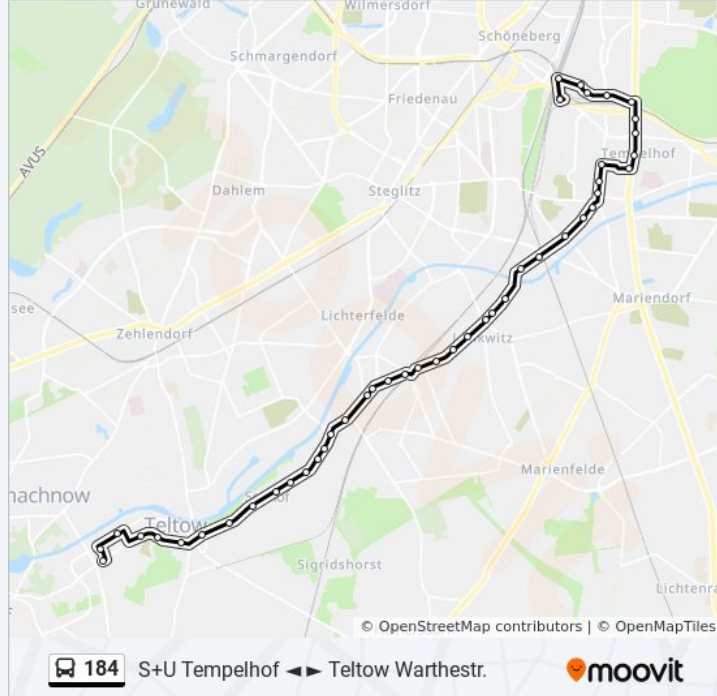 Grunewald
Wilmersdorf
Schöneberg
Schmargendorf
Friedenau
AVUS
Tempelhof
Dahlem
Steglitz
see
Mariendorf
Lichterfelde
Zehlendorf
Lankwitz
Marienfelde
machnow
Teltow
Sigridshorst
Lichtenra
© OpenStreetMap contributors | © OpenMapTiles
184 S+U Tempelhof ◄► Teltow Warthestr.
moovit